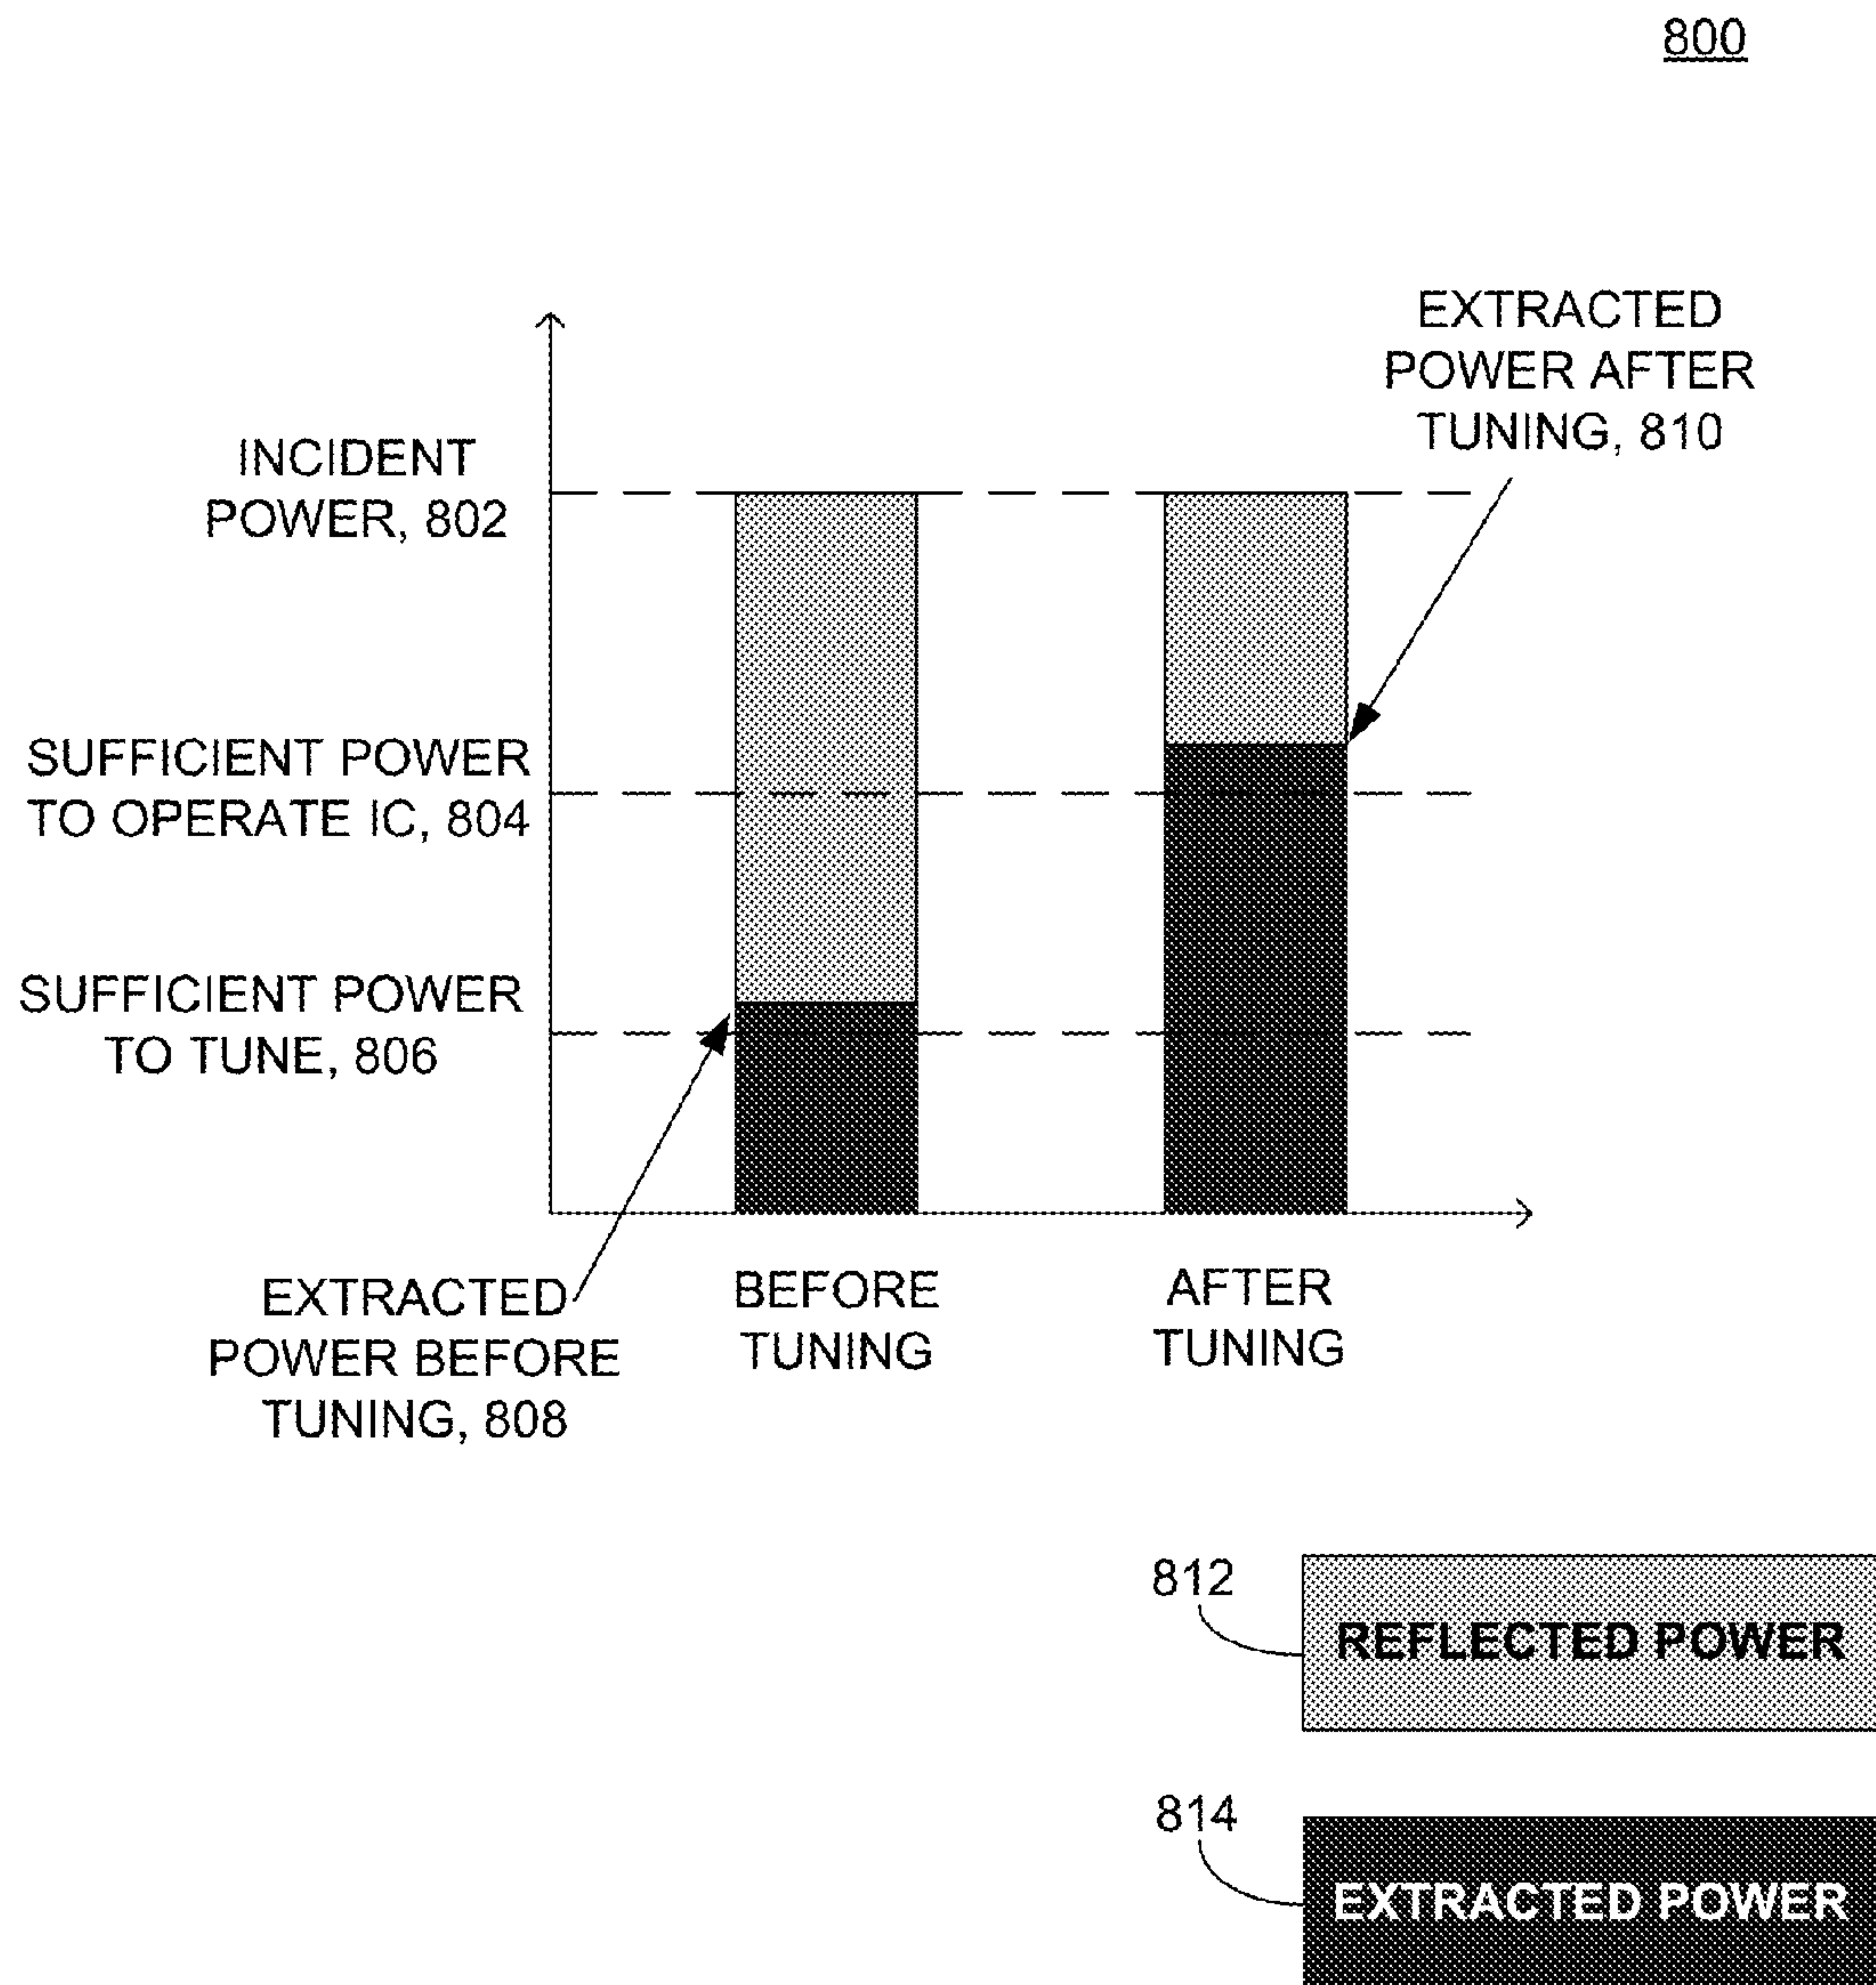 800
EXTRACTED
POWER AFTER
TUNING, 810
INCIDENT
POWER, 802
SUFFICIENT POWER
TO OPERATE IC, 804
SUFFICIENT POWER
TO TUNE, 806
EXTRACTED
POWER BEFORE
TUNING, 808
BEFORE
TUNING
AFTER
TUNING
812
REFLECTED POWER
814
EXTRACTED POWER